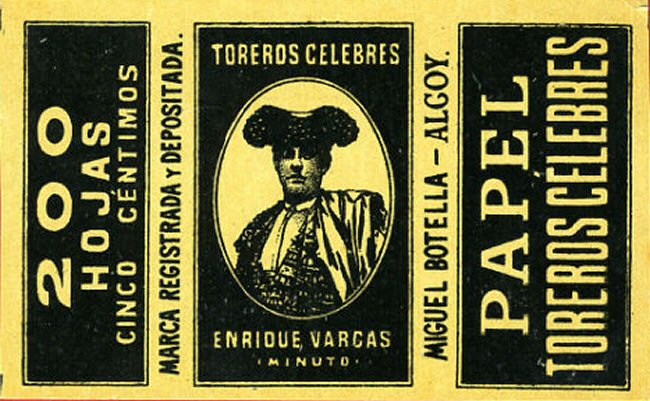 200
HOJAS
CINCO CÉNTIMOS
MARCA REGISTRADA Y DEPOSITADA.
TOREROS CELEBRES
ENRIQUE VARGAS
·MINUTO·
MIGUEL BOTELLA – ALCOY.
PAPEL
TOREROS CÉLEBRES